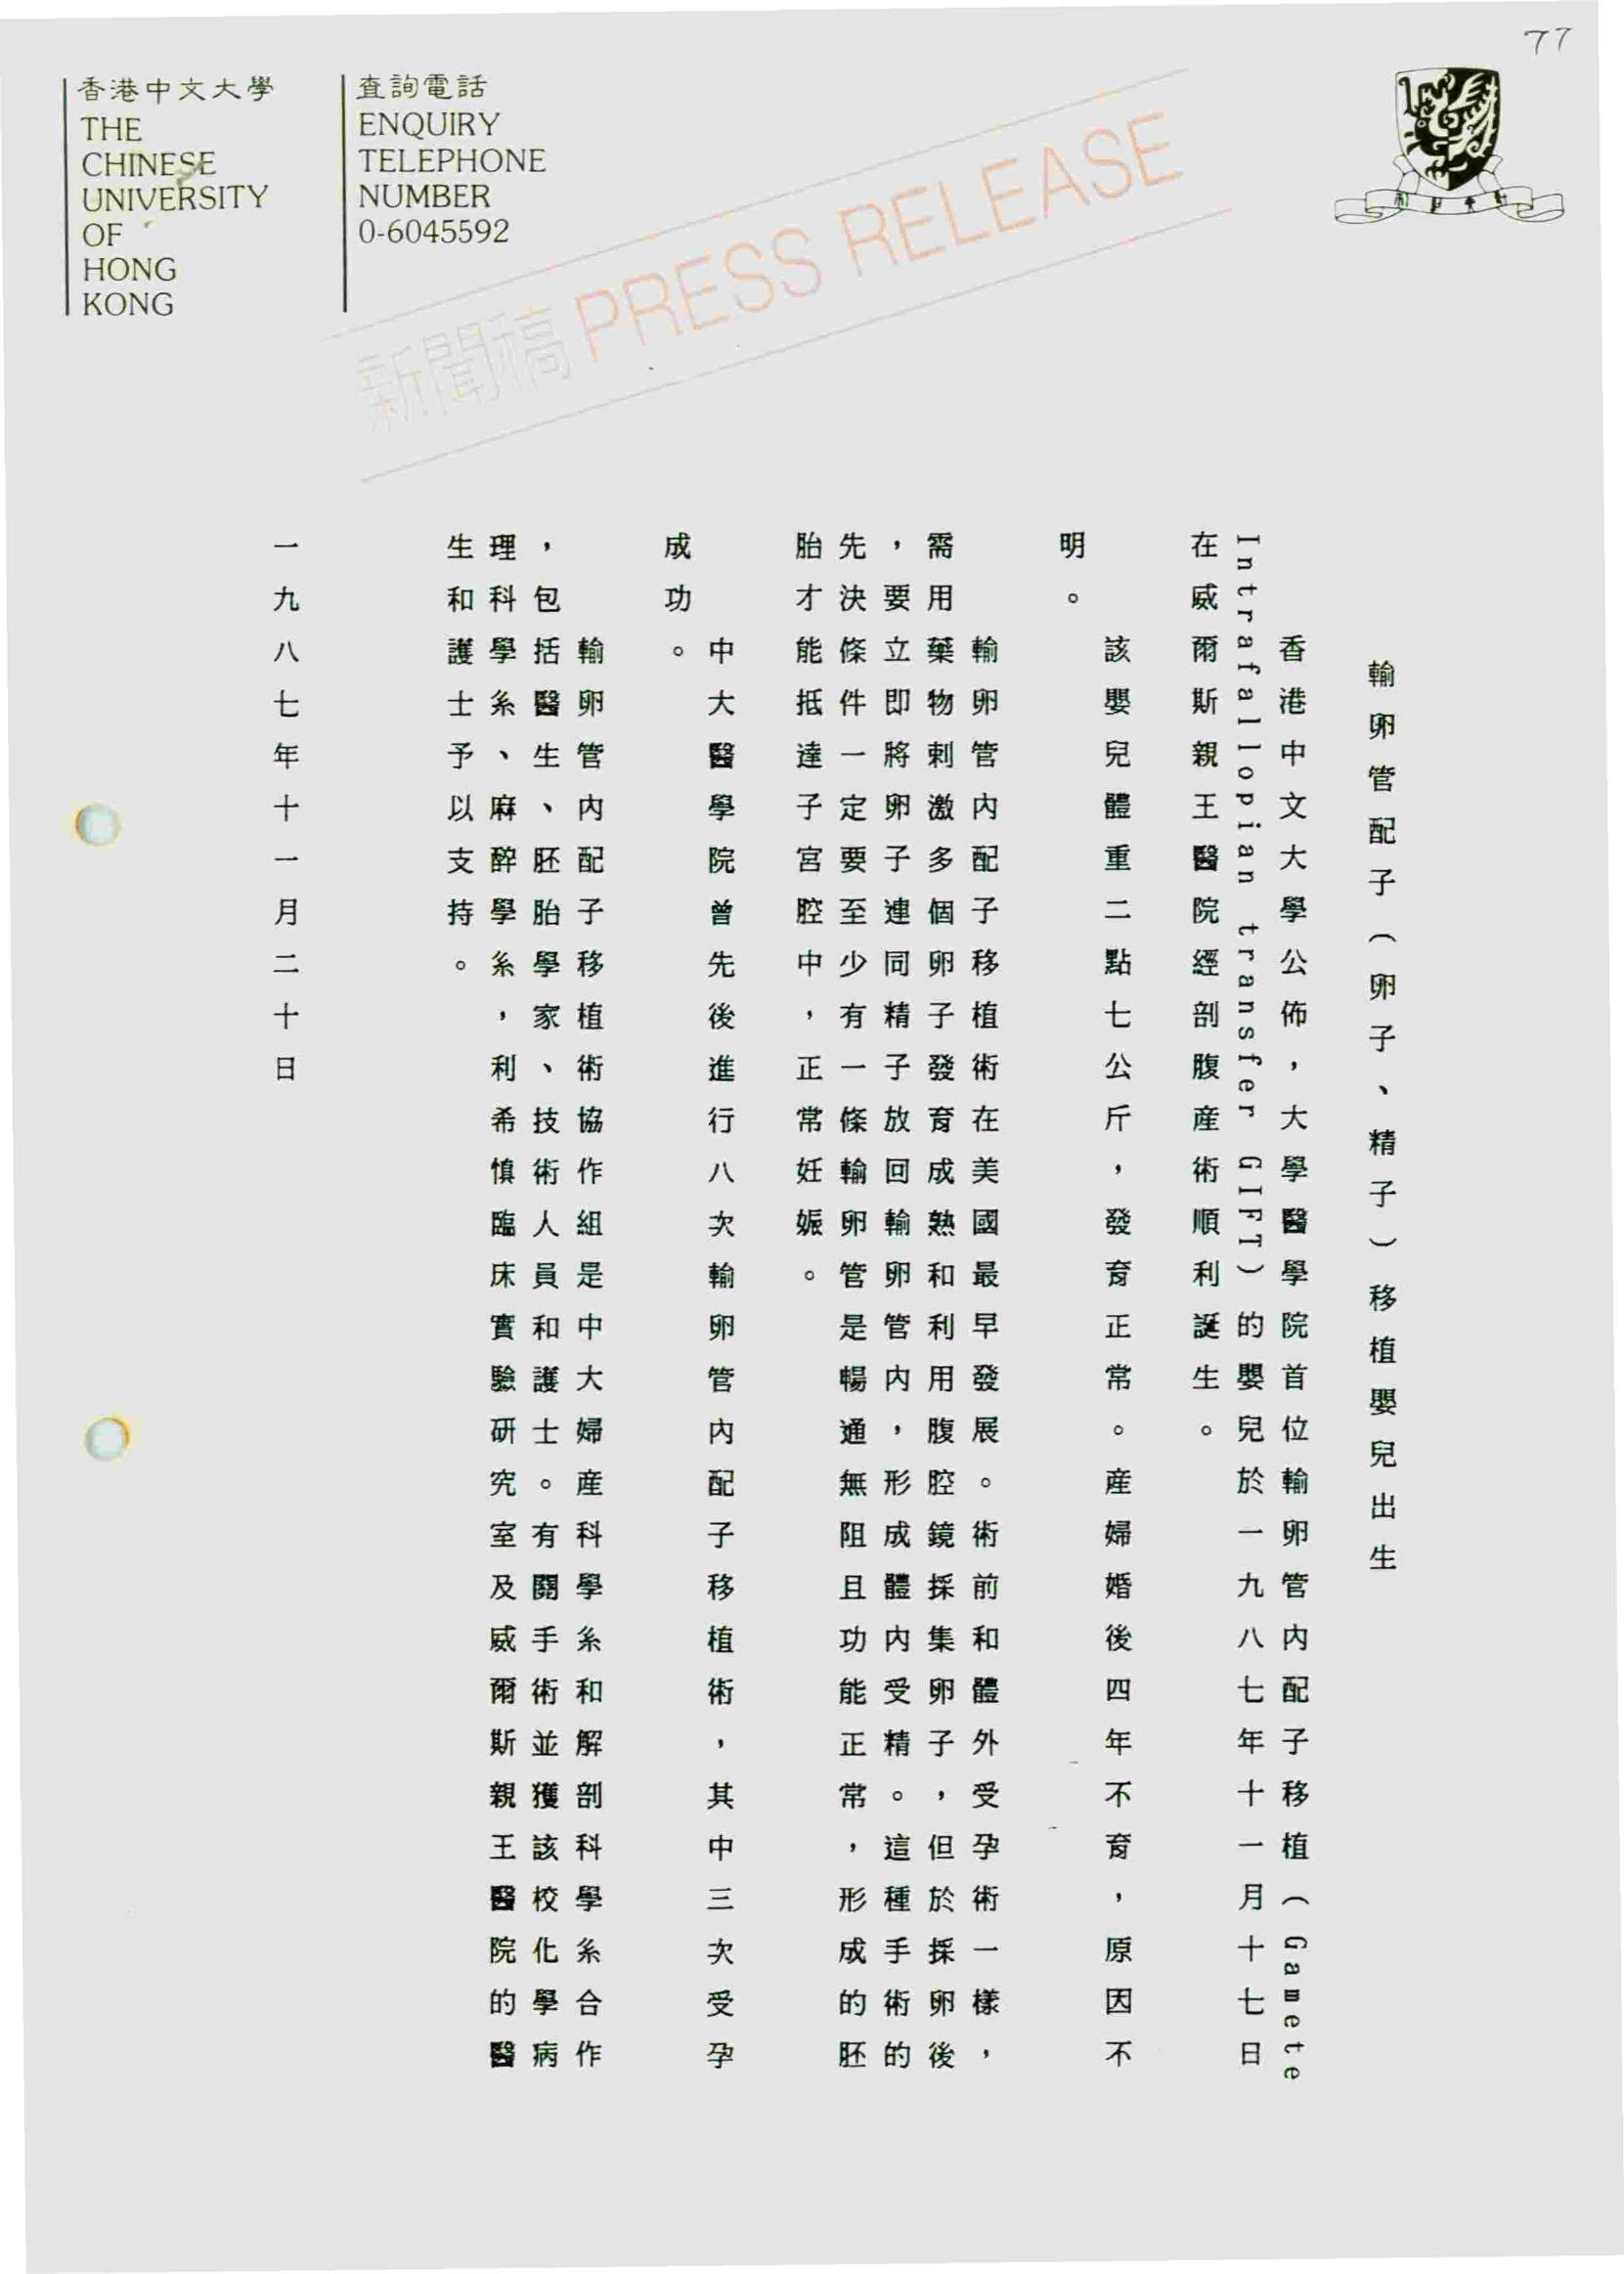 77
香港中文大學
THE
CHINESE
UNIVERSITY
OF
HONG
KONG
查詢電話
ENQUIRY
TELEPHONE
NUMBER
0-6045592
新聞稿 PRESS RELEASE
輸卵管配子（卵子、精子）移植嬰兒出生
香港中文大學公佈，大學醫學院首位輸卵管內配子移植（Gamete
Intrafallopian transfer GIFT）的嬰兒於一九八七年十一月十七日
在威爾斯親王醫院經剖腹產術順利誕生。
該嬰兒體重二點七公斤，發育正常。產婦婚後四年不育，原因不
明。
輸卵管內配子移植術在美國最早發展。術前和體外受孕術一樣，
需用藥物刺激多個卵子發育成熟和利用腹腔鏡採集卵子，但於採卵後
，要立即將卵子連同精子放回輸卵管內，形成體內受精。這種手術的
先決條件一定要至少有一條輸卵管是暢通無阻且功能正常，形成的胚
胎才能抵達子宮腔中，正常妊娠。
中大醫學院曾先後進行八次輸卵管內配子移植術，其中三次受孕
成功。
輸卵管內配子移植術協作組是中大婦產科學系和解剖科學系合作
，包括醫生、胚胎學家、技術人員和護士。有關手術並獲該校化學病
理科學系、麻醉學系，利希慎臨床實驗研究室及威爾斯親王醫院的醫
生和護士予以支持。
一九八七年十一月二十日